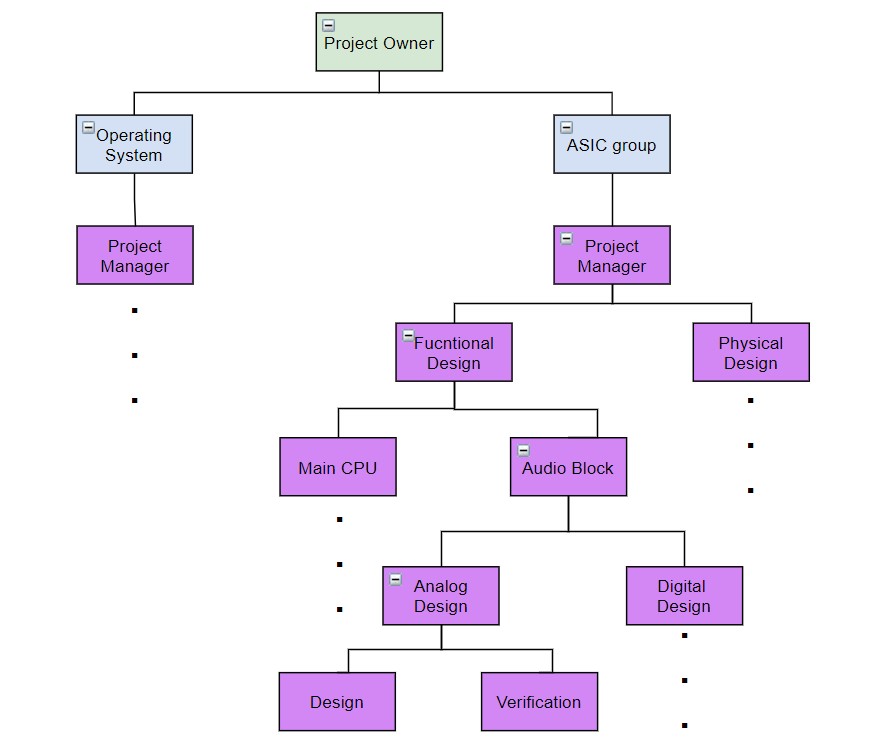 Project Owner
Operating
System
ASIC group
Project
Manager
Project
Manager
Fucntional
Design
Physical
Design
Main CPU
Audio Block
Analog
Design
Digital
Design
Design
Verification